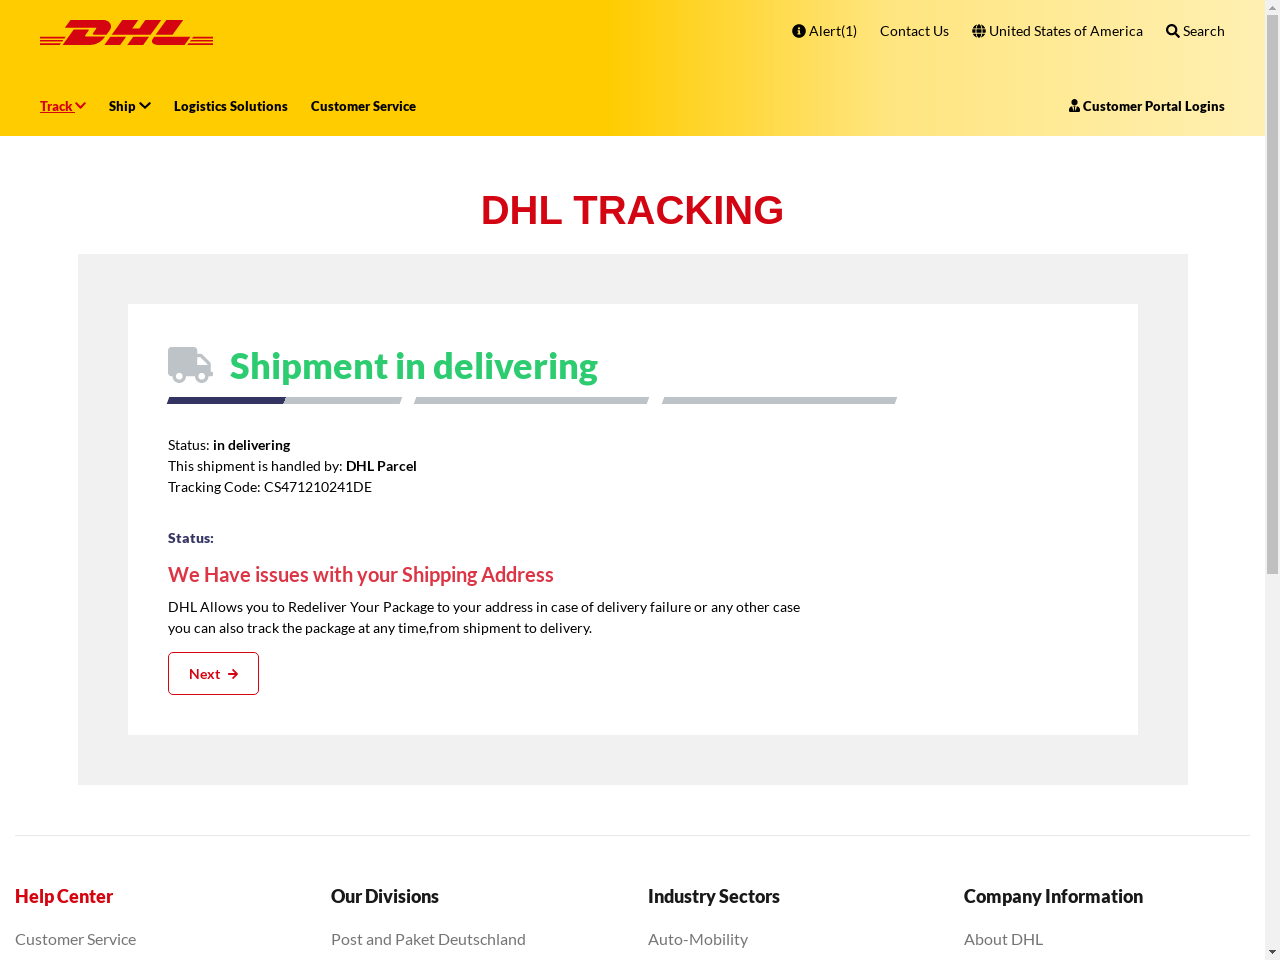 DHL
Alert(1)
Contact Us
United States of America
Search
Track
Ship
Logistics Solutions
Customer Service
Customer Portal Logins
DHL TRACKING
Shipment in delivering
Status: in delivering
This shipment is handled by: DHL Parcel
Tracking Code: CS471210241DE
Status:
We Have issues with your Shipping Address
DHL Allows you to Redeliver Your Package to your address in case of delivery failure or any other case
you can also track the package at any time,from shipment to delivery.
Next
Help Center
Customer Service
Our Divisions
Post and Paket Deutschland
Industry Sectors
Auto-Mobility
Company Information
About DHL